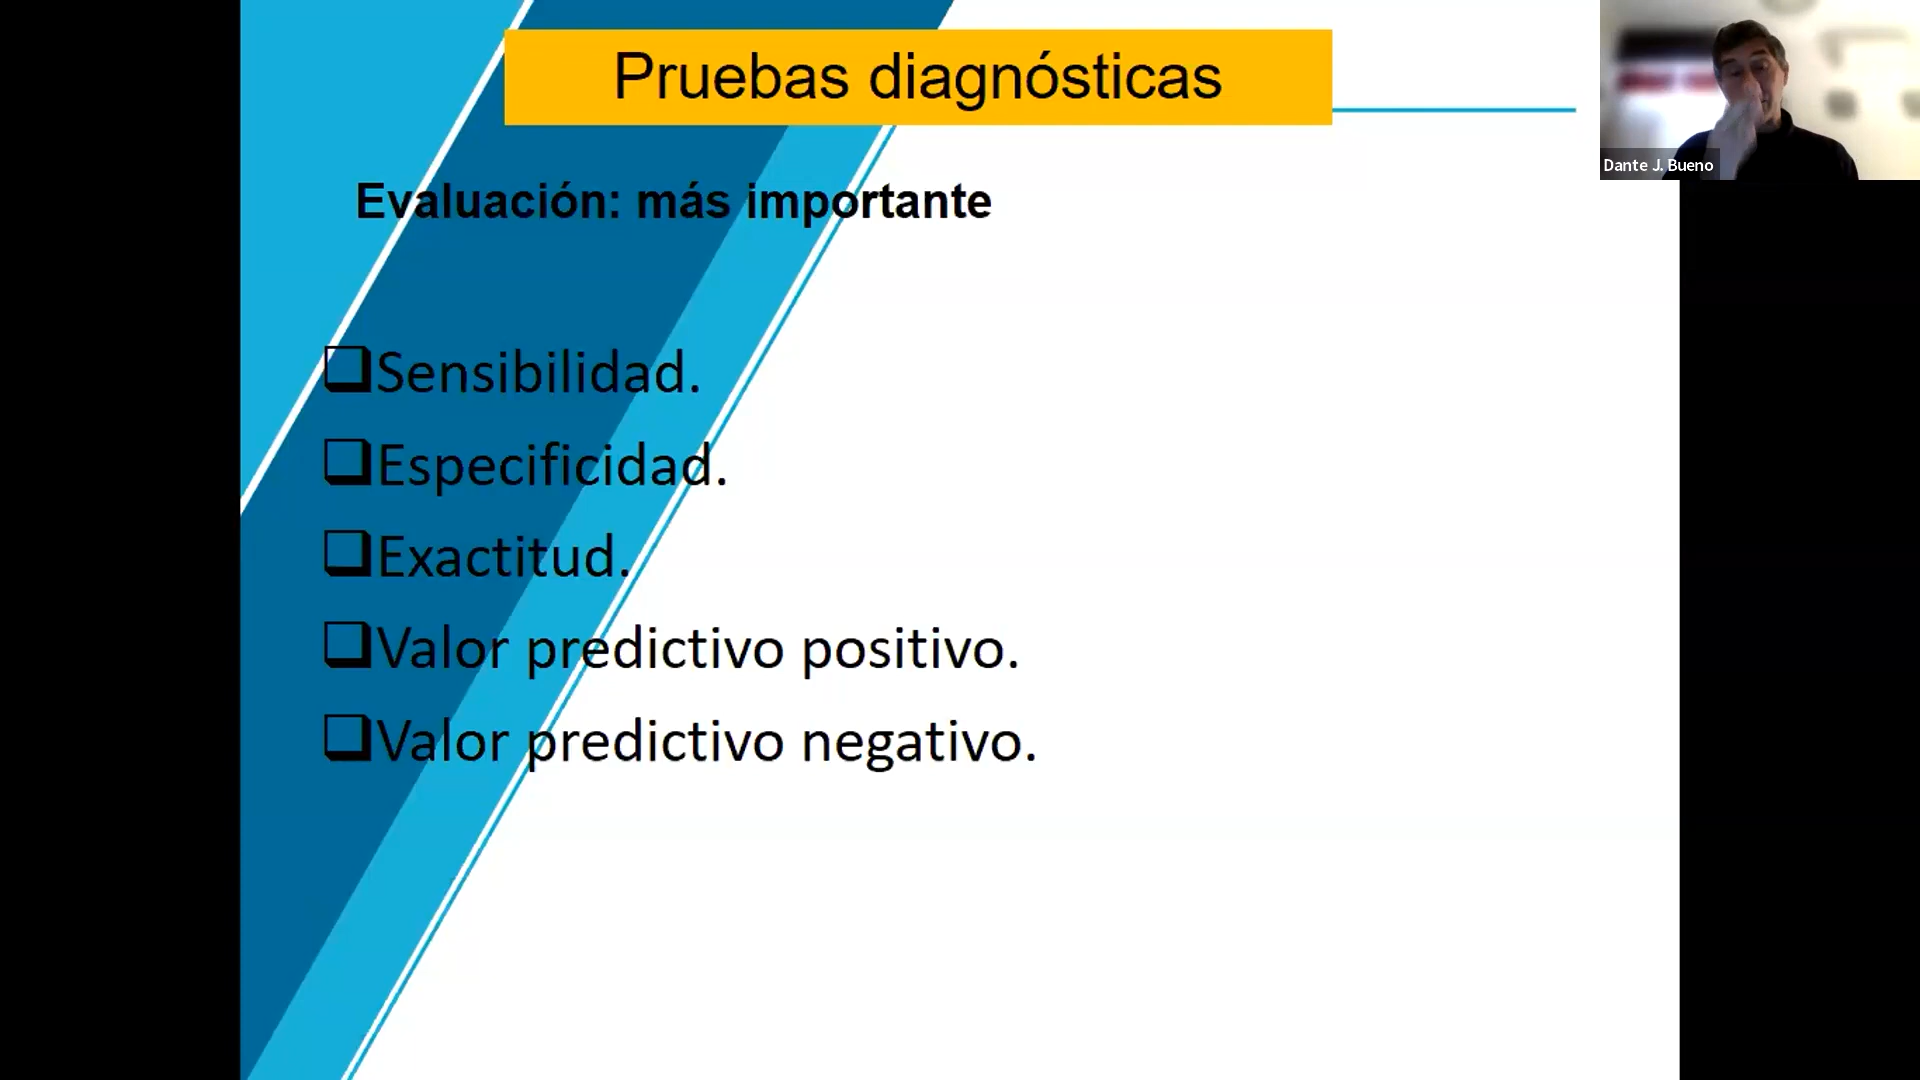 Pruebas diagnósticas
Dante J. Bueno
Evaluación: más importante
Sensibilidad.
Especificidad.
Exactitud.
Valor predictivo positivo.
Valor predictivo negativo.